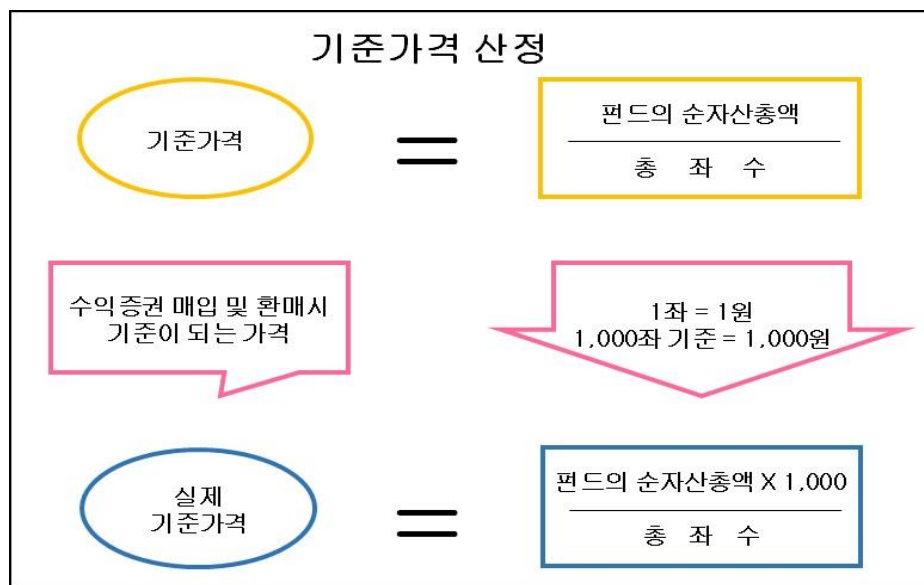 기준가격 산정
기준가격
=
펀드의 순자산총액
총 좌 수
수익증권 매입 및 환매시
기준이 되는 가격
1좌 = 1원
1,000좌 기준 = 1,000원
실제
기준가격
=
펀드의 순자산총액 X 1,000
총 좌 수